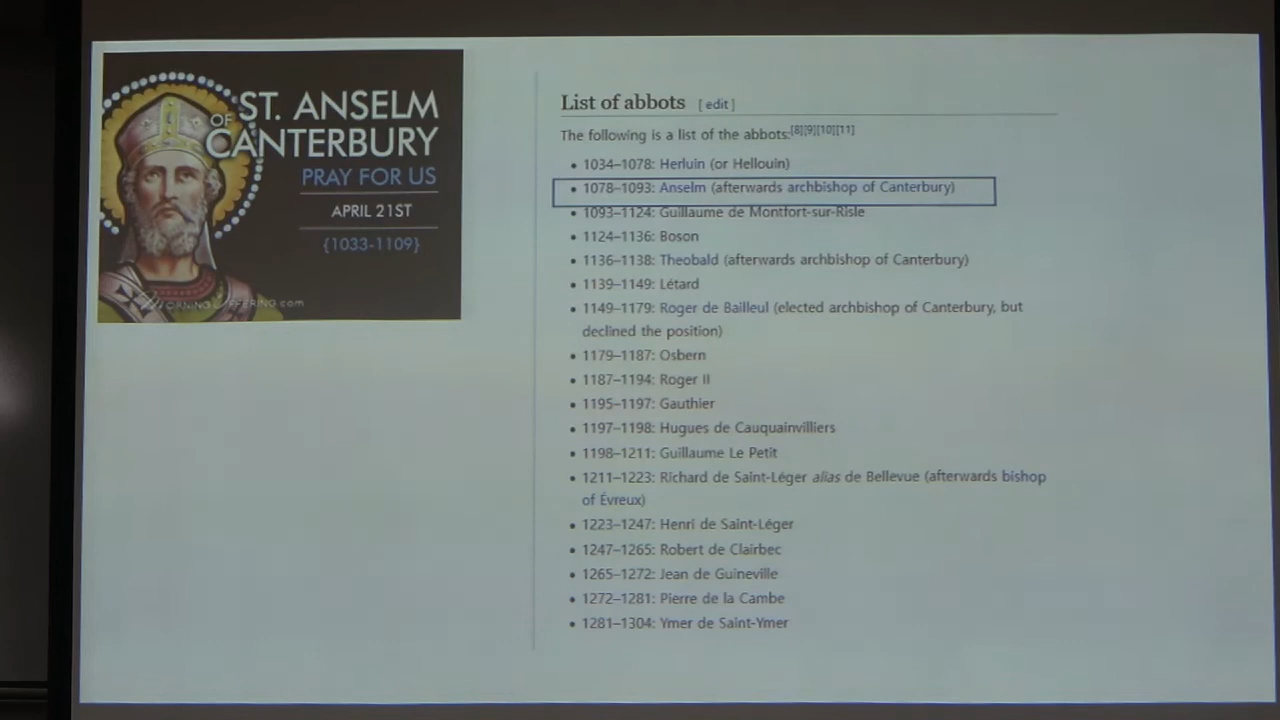 ST. ANSELM
OF CANTERBURY
PRAY FOR US
APRIL 21ST
{1033-1109}
MORNING OFFERING.com
List of abbots [ edit ]
The following is a list of the abbots:[8][9][10][11]
• 1034–1078: Herluin (or Hellouin)
• 1078–1093: Anselm (afterwards archbishop of Canterbury)
• 1093–1124: Guillaume de Montfort-sur-Risle
• 1124–1136: Boson
• 1136–1138: Theobald (afterwards archbishop of Canterbury)
• 1139–1149: Létard
• 1149–1179: Roger de Bailleul (elected archbishop of Canterbury, but
declined the position)
• 1179–1187: Osbern
• 1187–1194: Roger II
• 1195–1197: Gauthier
• 1197–1198: Hugues de Cauquainvilliers
• 1198–1211: Guillaume Le Petit
• 1211–1223: Richard de Saint-Léger alias de Bellevue (afterwards bishop
of Évreux)
• 1223–1247: Henri de Saint-Léger
• 1247–1265: Robert de Clairbec
• 1265–1272: Jean de Guineville
• 1272–1281: Pierre de la Cambe
• 1281–1304: Ymer de Saint-Ymer